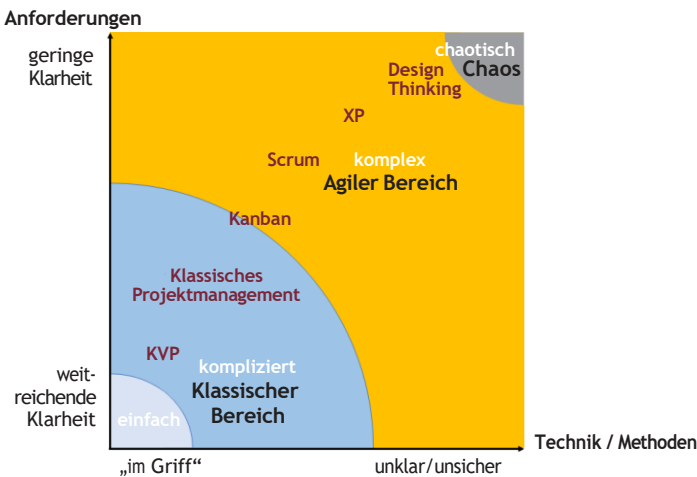 Anforderungen
geringe
Klarheit
chaotisch
Chaos
Design
Thinking
XP
Scrum
komplex
Agiler Bereich
Kanban
Klassisches
Projektmanagement
KVP
kompliziert
Klassischer
Bereich
weit-
reichende
Klarheit
einfach
Technik / Methoden
„im Griff“
unklar/unsicher